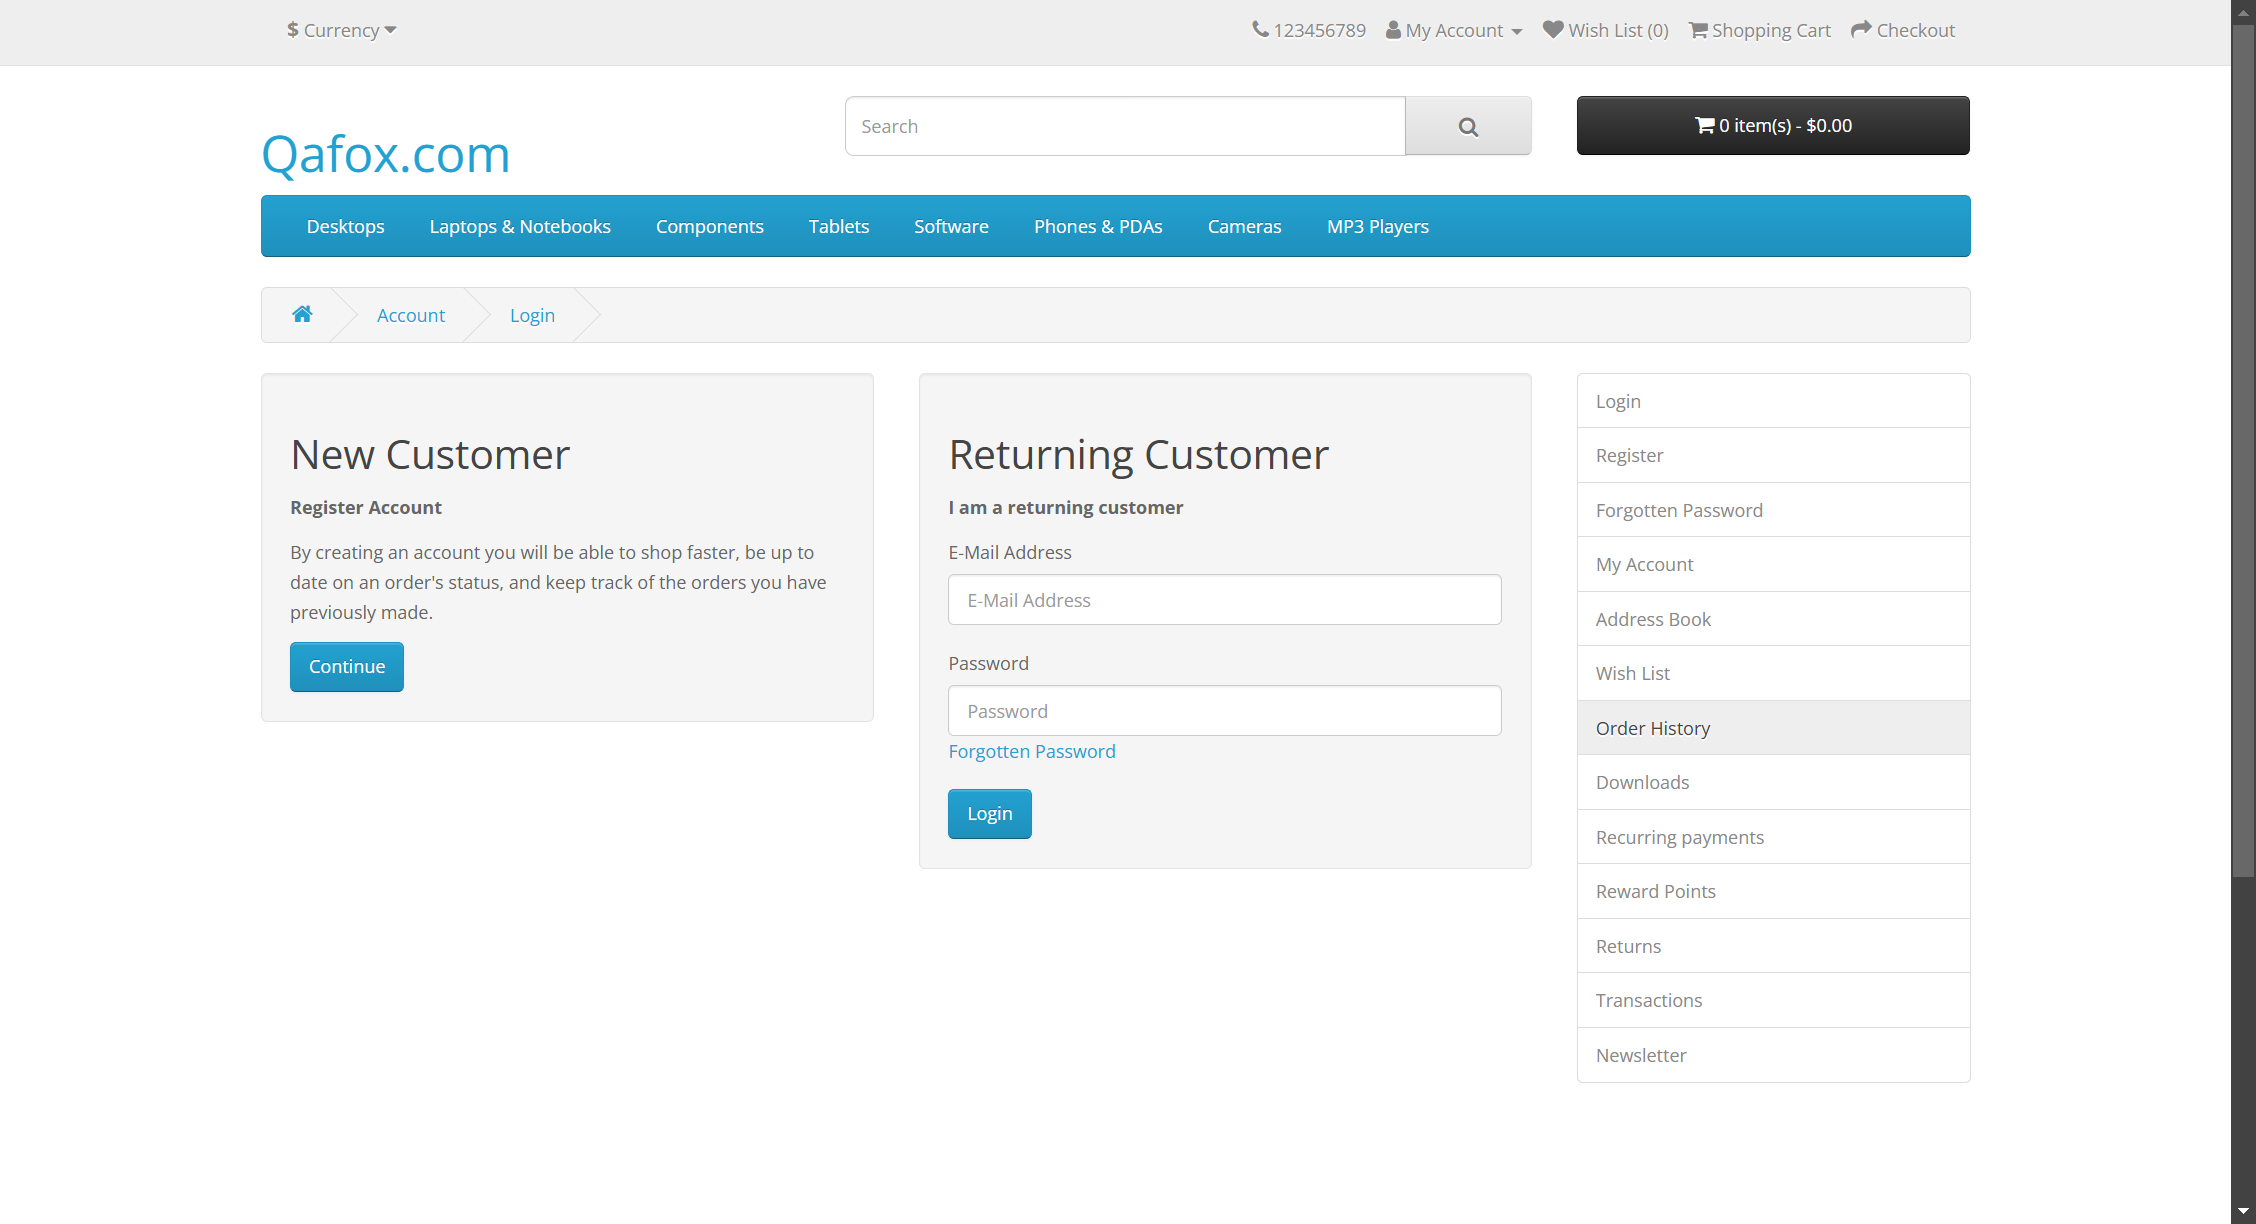 $ Currency
123456789 My Account Wish List (0) Shopping Cart Checkout
Qafox.com
Search
0 item(s) - $0.00
Desktops Laptops & Notebooks Components Tablets Software Phones & PDAs Cameras MP3 Players
Account Login
New Customer
Register Account
By creating an account you will be able to shop faster, be up to
date on an order's status, and keep track of the orders you have
previously made.
Continue
Returning Customer
I am a returning customer
E-Mail Address
E-Mail Address
Password
Password
Forgotten Password
Login
Login
Register
Forgotten Password
My Account
Address Book
Wish List
Order History
Downloads
Recurring payments
Reward Points
Returns
Transactions
Newsletter